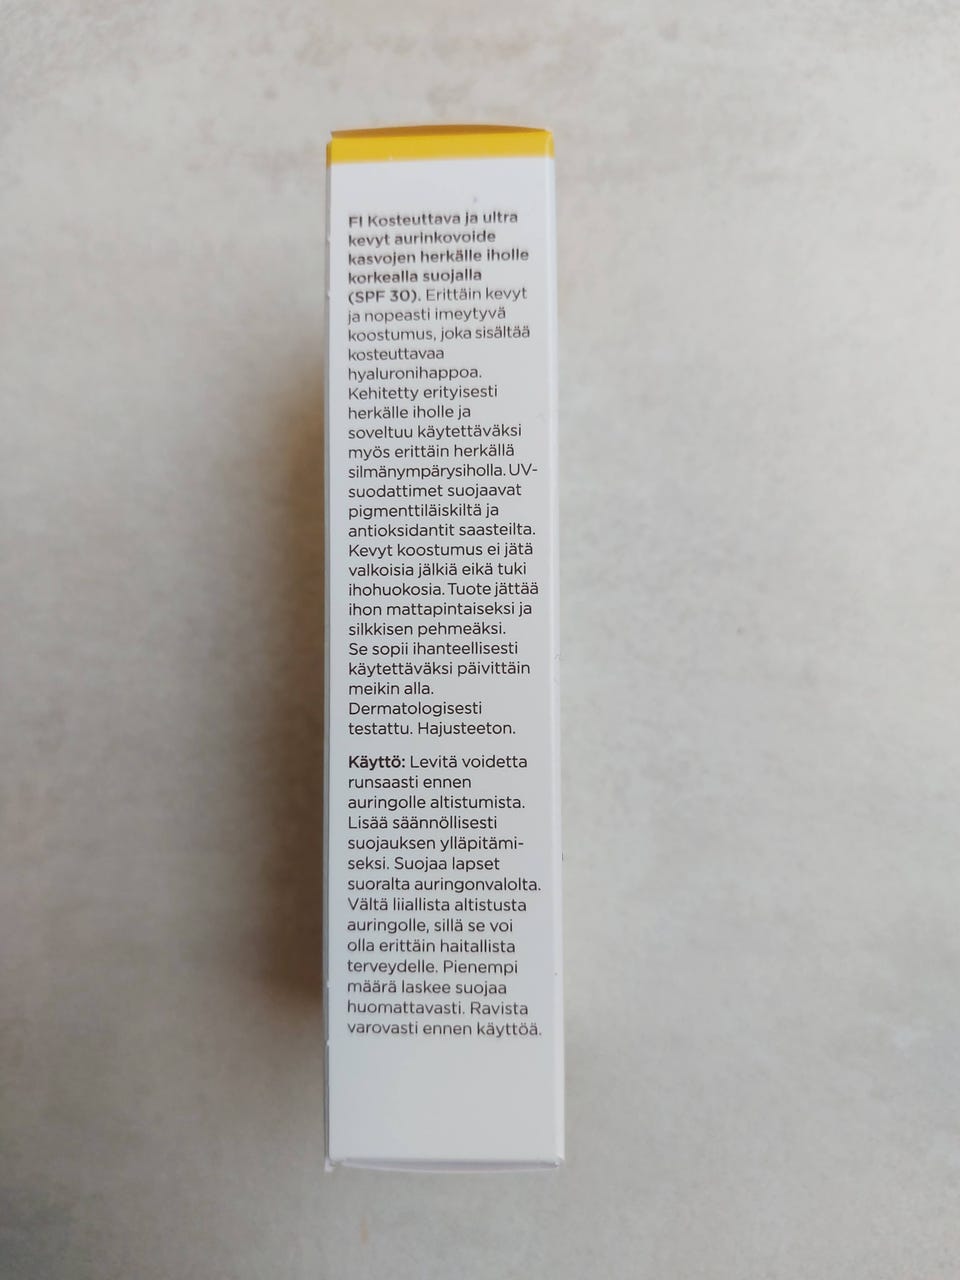 FI Kosteuttava ja ultra
kevyt aurinkovoide
kasvojen herkälle iholle
korkealla suojalla
(SPF 30). Erittäin kevyt
ja nopeasti imeytyvä
koostumus, joka sisältää
kosteuttavaa
hyaluronihappoa.
Kehitetty erityisesti
herkälle iholle ja
soveltuu käytettäväksi
myös erittäin herkällä
silmänympärysiholla. UV-
suodattimet suojaavat
pigmenttiläiskiltä ja
antioksidantit saasteilta.
Kevyt koostumus ei jätä
valkoisia jälkiä eikä tuki
ihohuokosia. Tuote jättää
ihon mattapintaiseksi ja
silkkisen pehmeäksi.
Se sopii ihanteellisesti
käytettäväksi päivittäin
meikin alla.
Dermatologisesti
testattu. Hajusteeton.
Käyttö: Levitä voidetta
runsaasti ennen
auringolle altistumista.
Lisää säännöllisesti
suojauksen ylläpitämi-
seksi. Suojaa lapset
suoralta auringonvalolta.
Vältä liiallista altistusta
auringolle, sillä se voi
olla erittäin haitallista
terveydelle. Pienempi
määrä laskee suojaa
huomattavasti. Ravista
varovasti ennen käyttöä.